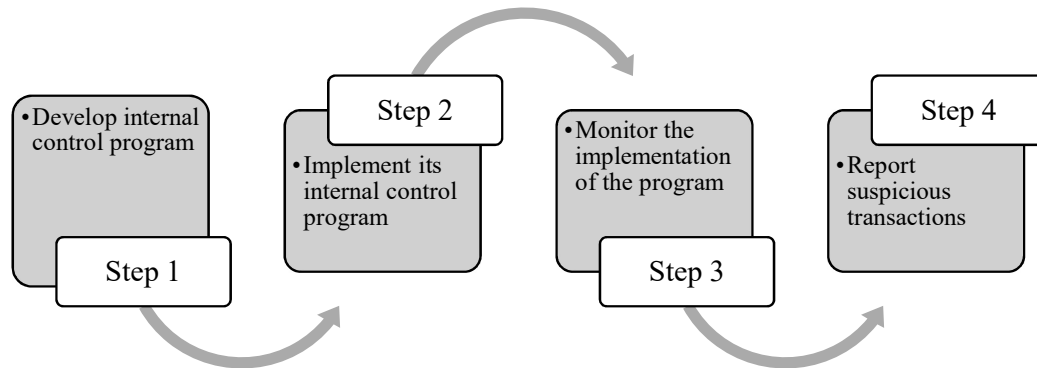 •Develop internal
control program
Step 1
Step 2
•Implement its
internal control
program
•Monitor the
implementation
of the program
Step 3
Step 4
•Report
suspicious
transactions